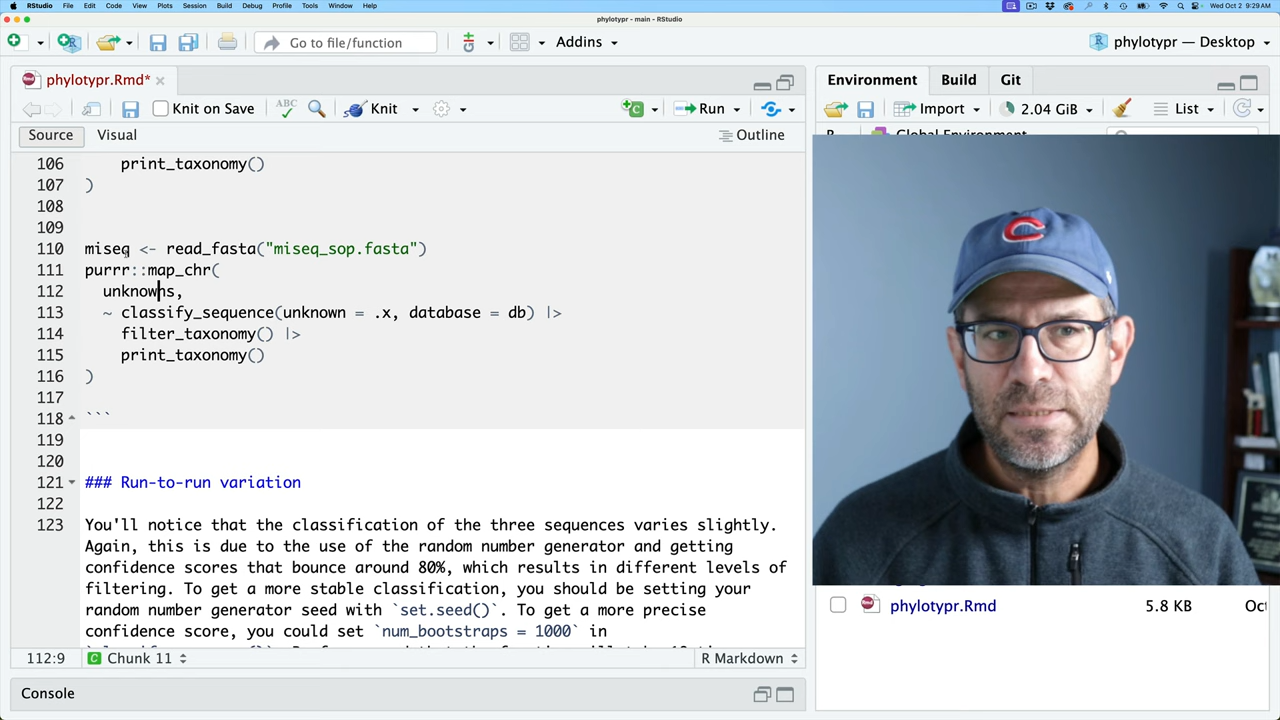 RStudio File Edit Code View Plots Session Build Debug Profile Tools Window Help Wed Oct 2 9:29 AM
phylotypr - main - RStudio
Go to file/function Addins phylotypr — Desktop
phylotypr.Rmd* Environment Build Git
Knit on Save ABC Knit Run Import 2.04 GiB List
Source Visual Outline
106 print_taxonomy()
107 )
108
109
110 miseq <- read_fasta("miseq_sop.fasta")
111 purrr::map_chr(
112 unknowns,
113 ~ classify_sequence(unknown = .x, database = db) |>
114 filter_taxonomy() |>
115 print_taxonomy()
116 )
117
118 ```
119
120
121 ### Run-to-run variation
122
123 You'll notice that the classification of the three sequences varies slightly.
Again, this is due to the use of the random number generator and getting
confidence scores that bounce around 80%, which results in different levels of
filtering. To get a more stable classification, you should be setting your
random number generator seed with `set.seed()`. To get a more precise
confidence score, you could set `num_bootstraps = 1000` in
112:9 Chunk 11 R Markdown
Console
phylotypr.Rmd 5.8 KB Oct
C